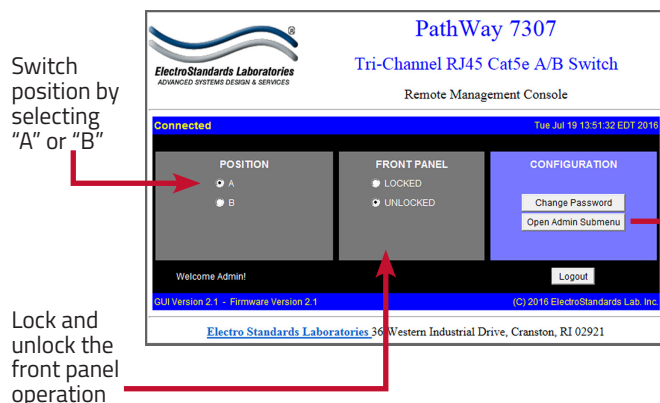 Switch
position by
selecting
"A" or "B"
Lock and
unlock the
front panel
operation
®
ElectroStandards Laboratories
ADVANCED SYSTEMS DESIGN & SERVICES
PathWay 7307
Tri-Channel RJ45 Cat5e A/B Switch
Remote Management Console
Connected
Tue Jul 19 13:51:32 EDT 2016
POSITION
A
B
FRONT PANEL
LOCKED
UNLOCKED
CONFIGURATION
Change Password
Open Admin Submenu
Welcome Admin!
Logout
GUI Version 2.1 - Firmware Version 2.1
(C) 2016 ElectroStandards Lab. Inc.
Electro Standards Laboratories 36 Western Industrial Drive, Cranston, RI 02921